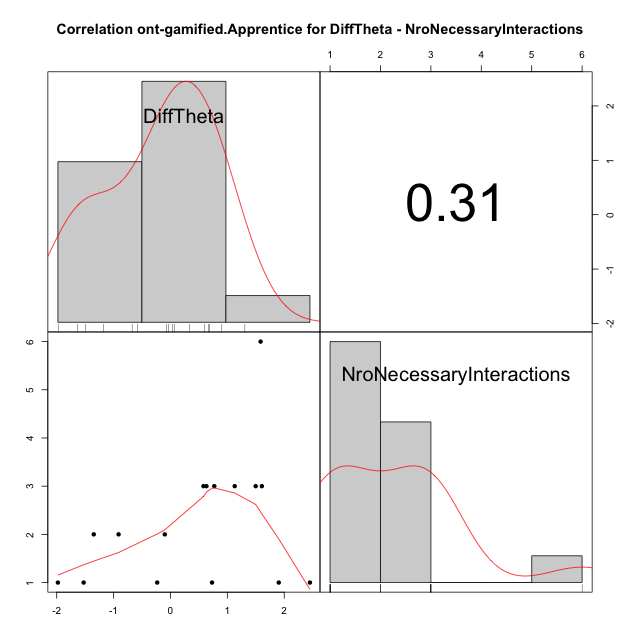 Correlation ont-gamified.Apprentice for DiffTheta - NroNecessaryInteractions
1 2 3 4 5 6
DiffTheta
0.31
2
1
0
-1
-2
6
5
4
3
2
1
NroNecessaryInteractions
-2 -1 0 1 2